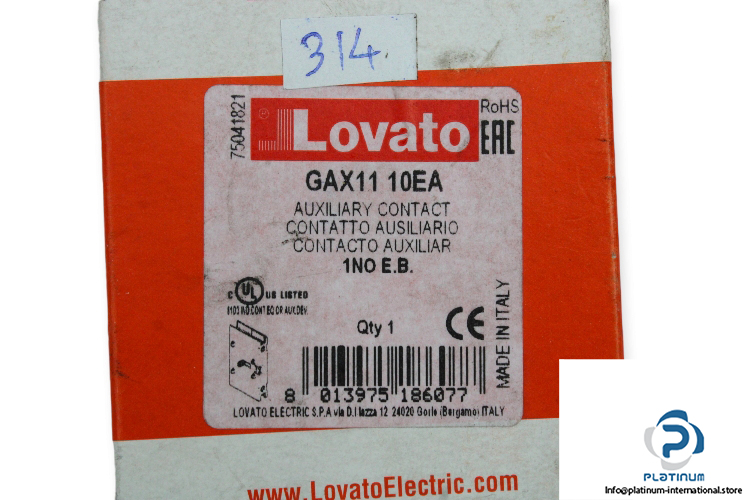 314.
75041821
Lovato
RoHS
EAC
GAX11 10EA
AUXILIARY CONTACT
CONTATTO AUSILIARIO
CONTACTO AUXILIAR
1NO E.B.
C UL US LISTED
Qty 1
CE
MADE IN ITALY
8 013975 186077
LOVATO ELECTRIC S.P.A via D.I 24020 Gorle (Bergamo) ITALY
www.LovatoElectric.com
PLATINUM
Info@platinum-international.store